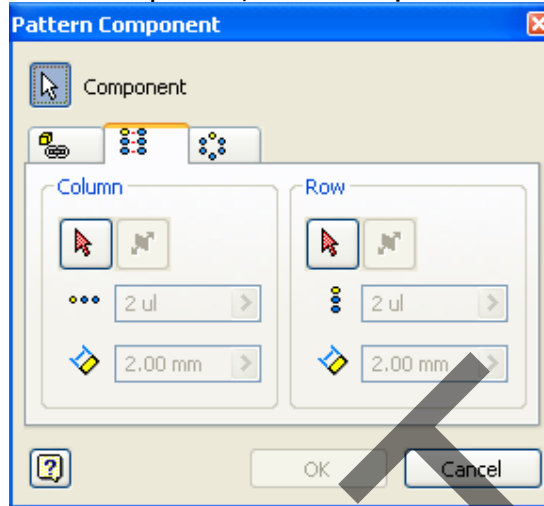 Pattern Component
Component
Column
Row
2 ul
2 ul
2.00 mm
2.00 mm
OK
Cancel